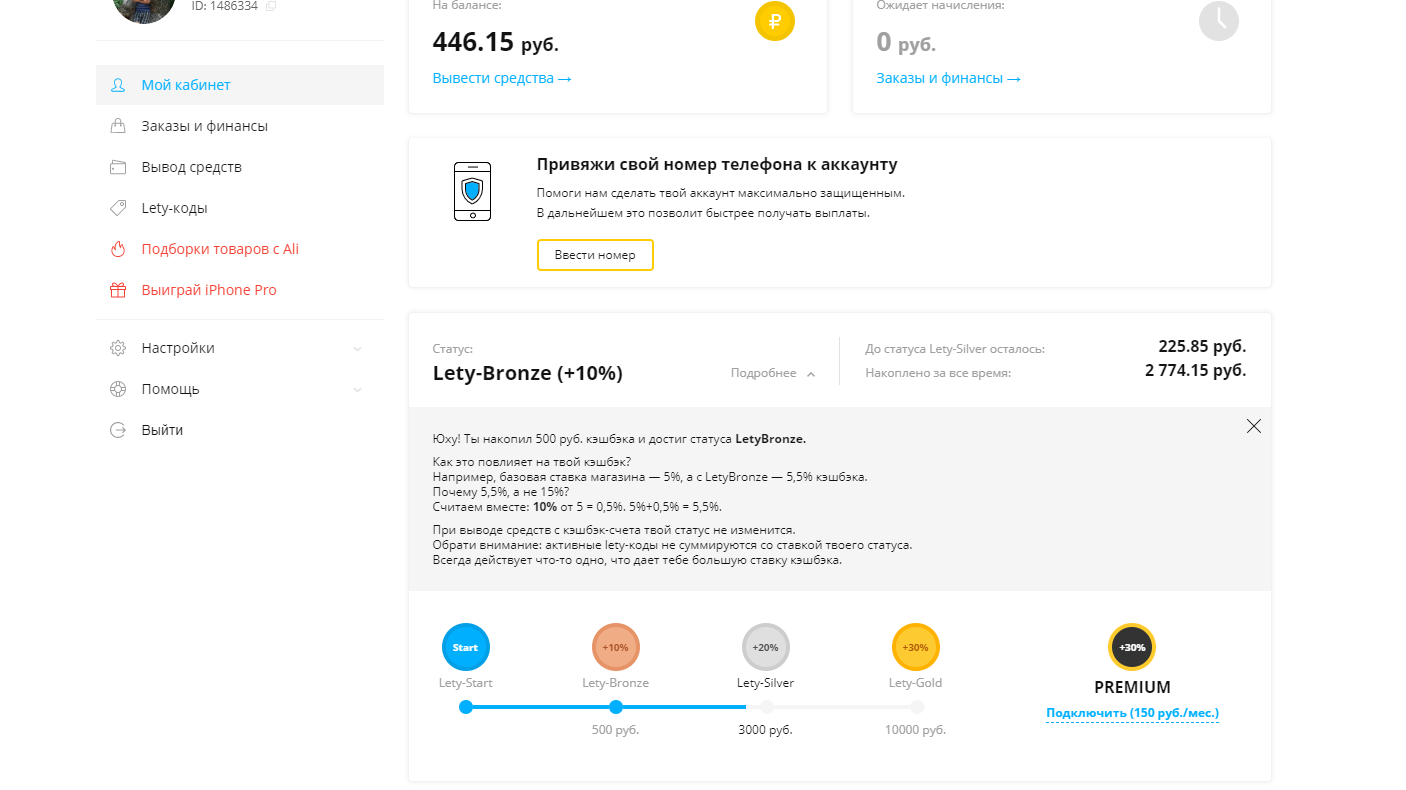 ID: 1486334
Мой кабинет
Заказы и финансы
Вывод средств
Lety-коды
Подборки товаров с Ali
Выиграй iPhone Pro
Настройки
Помощь
Выйти
На балансе:
446.15 руб.
Вывести средства →
₽
Ожидает начисления:
0 руб.
Заказы и финансы →
Привяжи свой номер телефона к аккаунту
Помоги нам сделать твой аккаунт максимально защищенным.
В дальнейшем это позволит быстрее получать выплаты.
Ввести номер
Статус:
Lety-Bronze (+10%)
Подробнее
До статуса Lety-Silver осталось: 225.85 руб.
Накоплено за все время: 2 774.15 руб.
Юху! Ты накопил 500 руб. кэшбэка и достиг статуса LetyBronze.
Как это повлияет на твой кэшбэк?
Например, базовая ставка магазина — 5%, а с LetyBronze — 5,5% кэшбэка.
Почему 5,5%, а не 15%?
Считаем вместе: 10% от 5 = 0,5%. 5%+0,5% = 5,5%.
При выводе средств с кэшбэк-счета твой статус не изменится.
Обрати внимание: активные lety-коды не суммируются со ставкой твоего статуса.
Всегда действует что-то одно, что дает тебе большую ставку кэшбэка.
Start +10% +20% +30% +30%
Lety-Start Lety-Bronze Lety-Silver Lety-Gold PREMIUM
Подключить (150 руб./мес.)
500 руб. 3000 руб. 10000 руб.